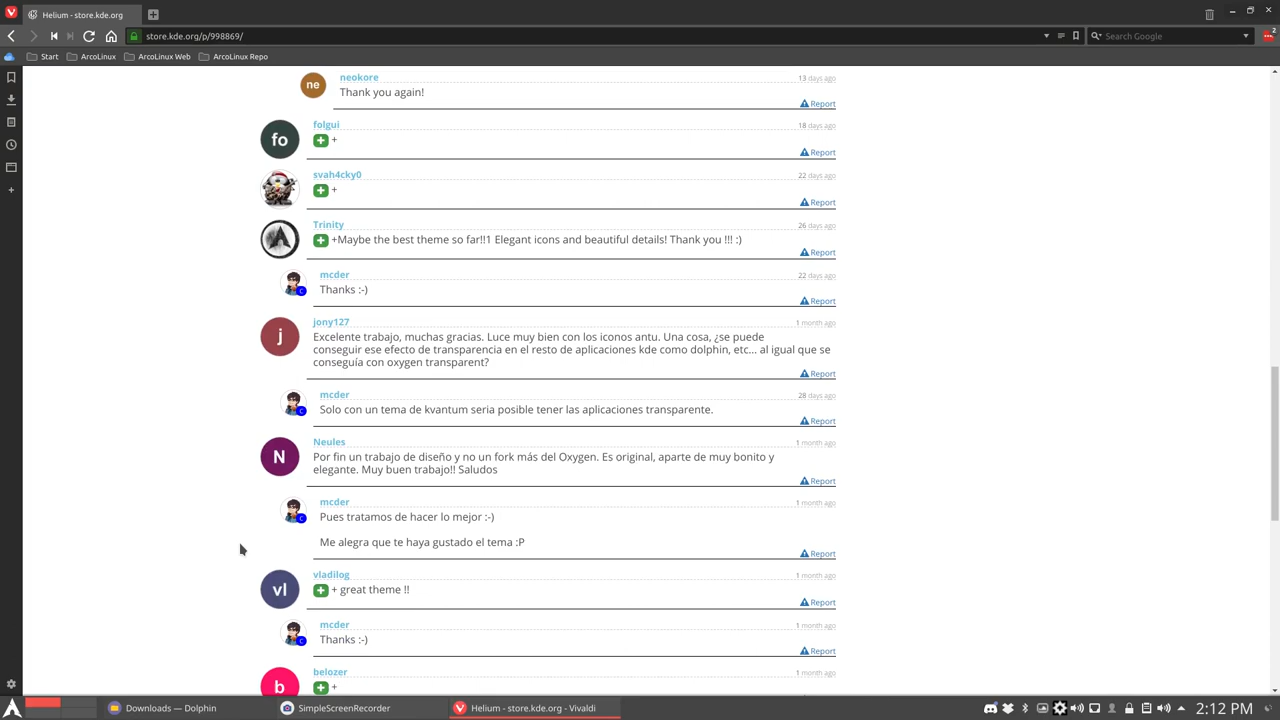 Helium - store.kde.org
store.kde.org/p/998869/
Search Google
2
Start
ArcoLinux
ArcoLinux Web
ArcoLinux Repo
ne
neokore
13 days ago
Thank you again!
Report
fo
folgui
18 days ago
+
Report
svah4cky0
22 days ago
+
Report
Trinity
26 days ago
+Maybe the best theme so far!!1 Elegant icons and beautiful details! Thank you !!! :)
Report
mcder
22 days ago
C
Thanks :-)
Report
j
jony127
1 month ago
Excelente trabajo, muchas gracias. Luce muy bien con los iconos antu. Una cosa, ¿se puede
conseguir ese efecto de transparencia en el resto de aplicaciones kde como dolphin, etc... al igual que se
conseguía con oxygen transparent?
Report
mcder
28 days ago
C
Solo con un tema de kvantum seria posible tener las aplicaciones transparente.
Report
N
Neules
1 month ago
Por fin un trabajo de diseño y no un fork más del Oxygen. Es original, aparte de muy bonito y
elegante. Muy buen trabajo!! Saludos
Report
mcder
1 month ago
C
Pues tratamos de hacer lo mejor :-)
Me alegra que te haya gustado el tema :P
Report
vl
vladilog
1 month ago
+ great theme !!
Report
mcder
1 month ago
C
Thanks :-)
Report
b
belozer
1 month ago
+
Downloads — Dolphin
SimpleScreenRecorder
Helium - store.kde.org - Vivaldi
2:12 PM